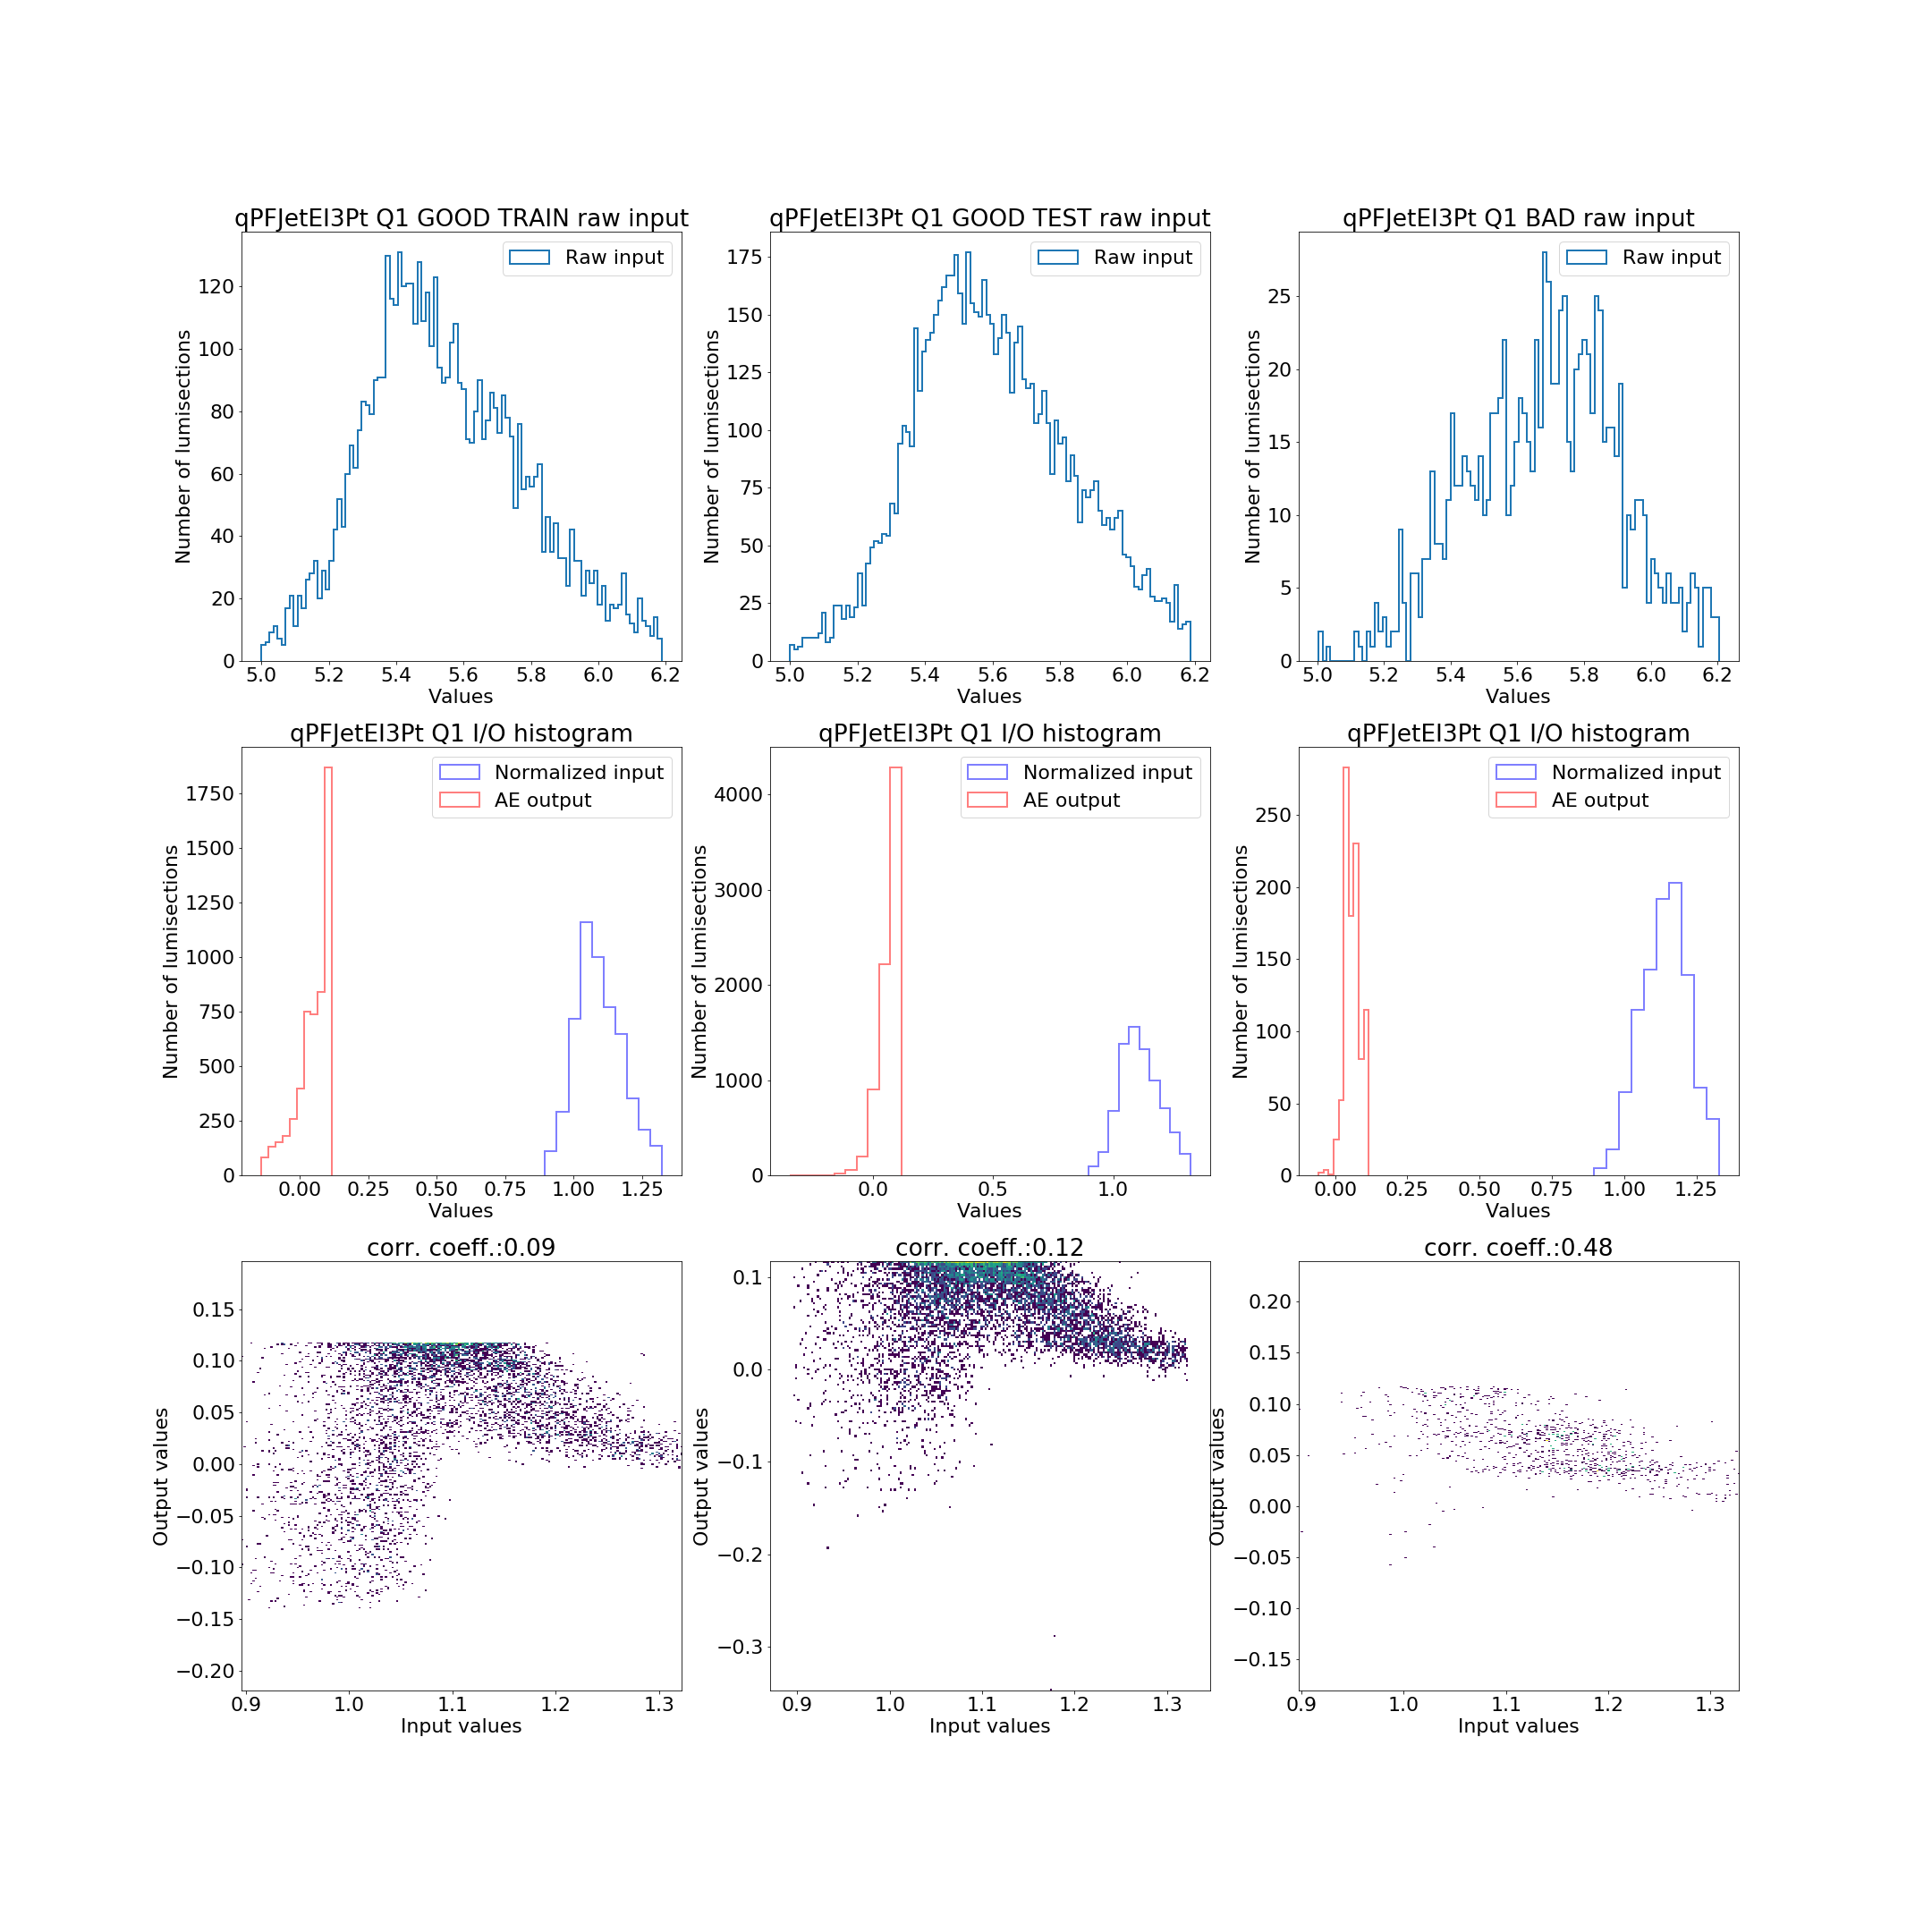 qPFJetEI3Pt Q1 GOOD TRAIN raw input
Raw input
120
100
80
60
40
20
0
Number of lumisections
5.0 5.2 5.4 5.6 5.8 6.0 6.2
Values
qPFJetEI3Pt Q1 GOOD TEST raw input
Raw input
175
150
125
100
75
50
25
0
Number of lumisections
5.0 5.2 5.4 5.6 5.8 6.0 6.2
Values
qPFJetEI3Pt Q1 BAD raw input
Raw input
25
20
15
10
5
0
Number of lumisections
5.0 5.2 5.4 5.6 5.8 6.0 6.2
Values
qPFJetEI3Pt Q1 I/O histogram
Normalized input
AE output
1750
1500
1250
1000
750
500
250
0
Number of lumisections
0.00 0.25 0.50 0.75 1.00 1.25
Values
qPFJetEI3Pt Q1 I/O histogram
Normalized input
AE output
4000
3000
2000
1000
0
Number of lumisections
0.0 0.5 1.0
Values
qPFJetEI3Pt Q1 I/O histogram
Normalized input
AE output
250
200
150
100
50
0
Number of lumisections
0.00 0.25 0.50 0.75 1.00 1.25
Values
corr. coeff.:0.09
0.15
0.10
0.05
0.00
−0.05
−0.10
−0.15
−0.20
Output values
0.9 1.0 1.1 1.2 1.3
Input values
corr. coeff.:0.12
0.1
0.0
−0.1
−0.2
−0.3
Output values
0.9 1.0 1.1 1.2 1.3
Input values
corr. coeff.:0.48
0.20
0.15
0.10
0.05
0.00
−0.05
−0.10
−0.15
Output values
0.9 1.0 1.1 1.2 1.3
Input values